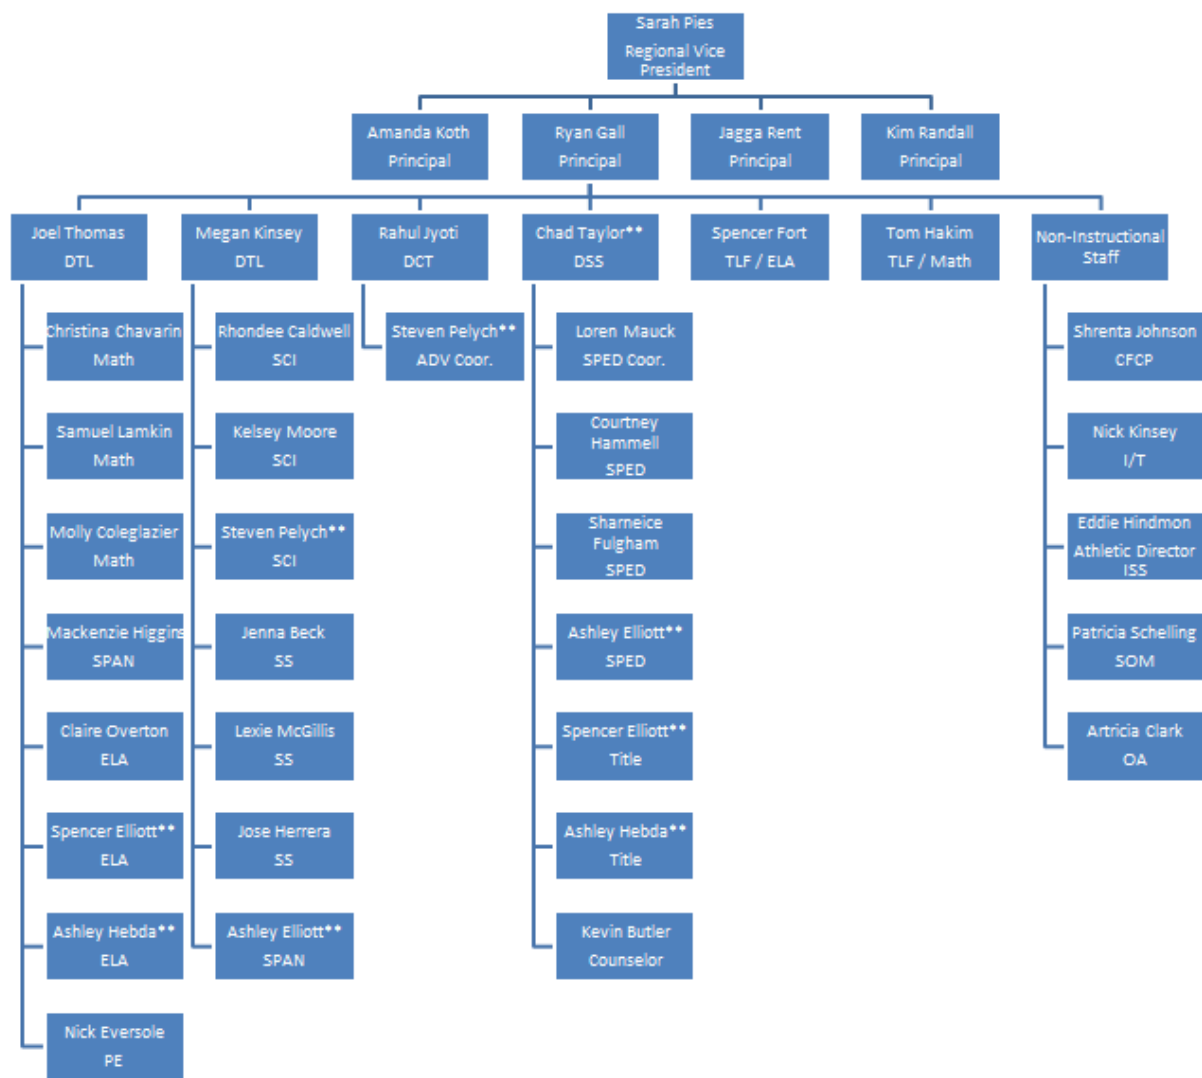 Sarah Pies
Regional Vice
President
Amanda Koth
Principal
Ryan Gall
Principal
Jagga Rent
Principal
Kim Randall
Principal
Joel Thomas
DTL
Megan Kinsey
DTL
Rahul Jyoti
DCT
Chad Taylor**
DSS
Spencer Fort
TLF / ELA
Tom Hakim
TLF / Math
Non-Instructional
Staff
Christina Chavarin
Math
Samuel Lamkin
Math
Molly Coleglazier
Math
Mackenzie Higgins
SPAN
Claire Overton
ELA
Spencer Elliott**
ELA
Ashley Hebda**
ELA
Nick Eversole
PE
Rhondee Caldwell
SCI
Kelsey Moore
SCI
Steven Pelych**
SCI
Jenna Beck
SS
Lexie McGillis
SS
Jose Herrera
SS
Ashley Elliott**
SPAN
Steven Pelych**
ADV Coor.
Loren Mauck
SPED Coor.
Courtney
Hammell
SPED
Sharneice
Fulgham
SPED
Ashley Elliott**
SPED
Spencer Elliott**
Title
Ashley Hebda**
Title
Kevin Butler
Counselor
Shrenta Johnson
CFCP
Nick Kinsey
I/T
Eddie Hindmon
Athletic Director
ISS
Patricia Schelling
SOM
Artricia Clark
OA